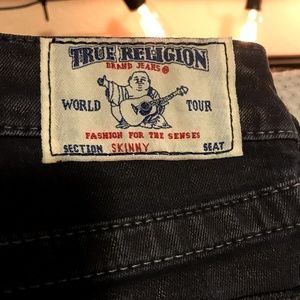 TRUE RELIGION
BRAND JEANS®
WORLD TOUR
FASHION FOR THE SENSES
SECTION SKINNY SEAT